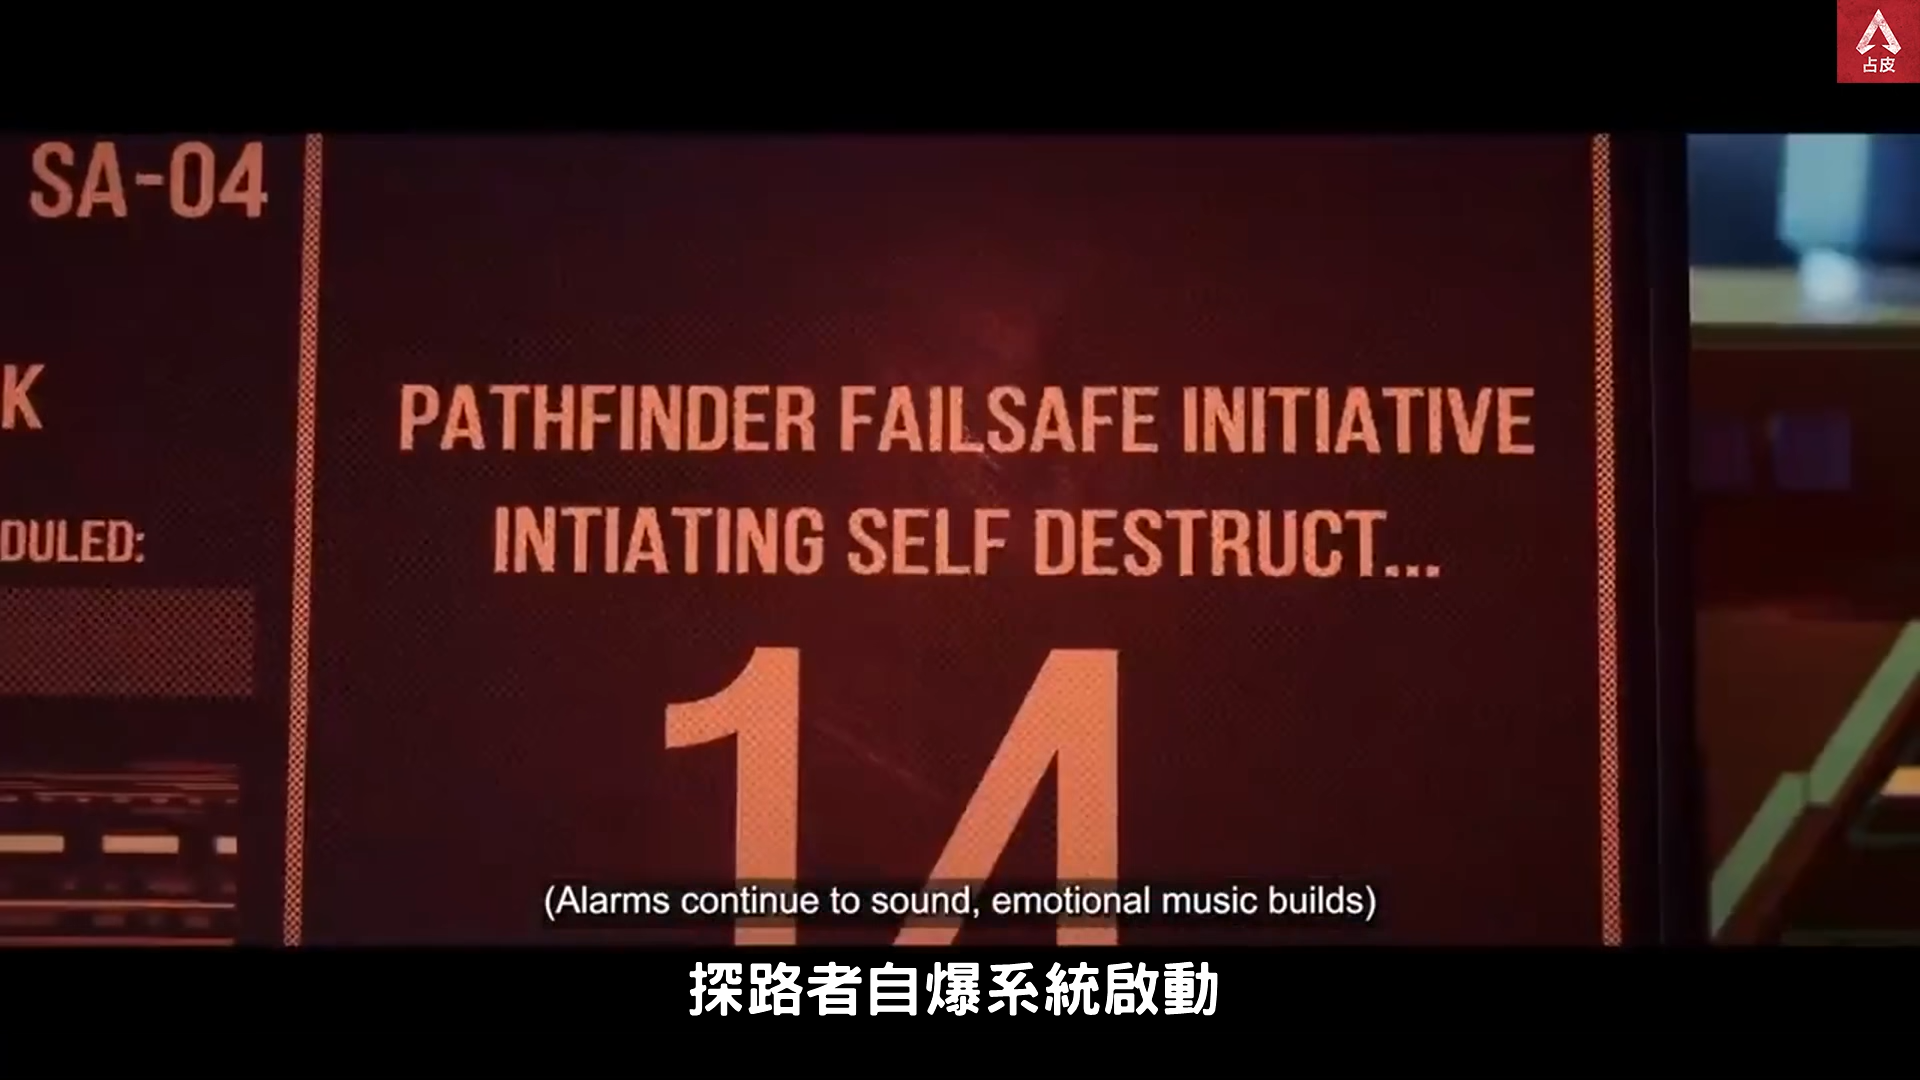 占皮
SA-04
K
DULED:
PATHFINDER FAILSAFE INITIATIVE
INTIATING SELF DESTRUCT...
14
(Alarms continue to sound, emotional music builds)
探路者自爆系統啟動